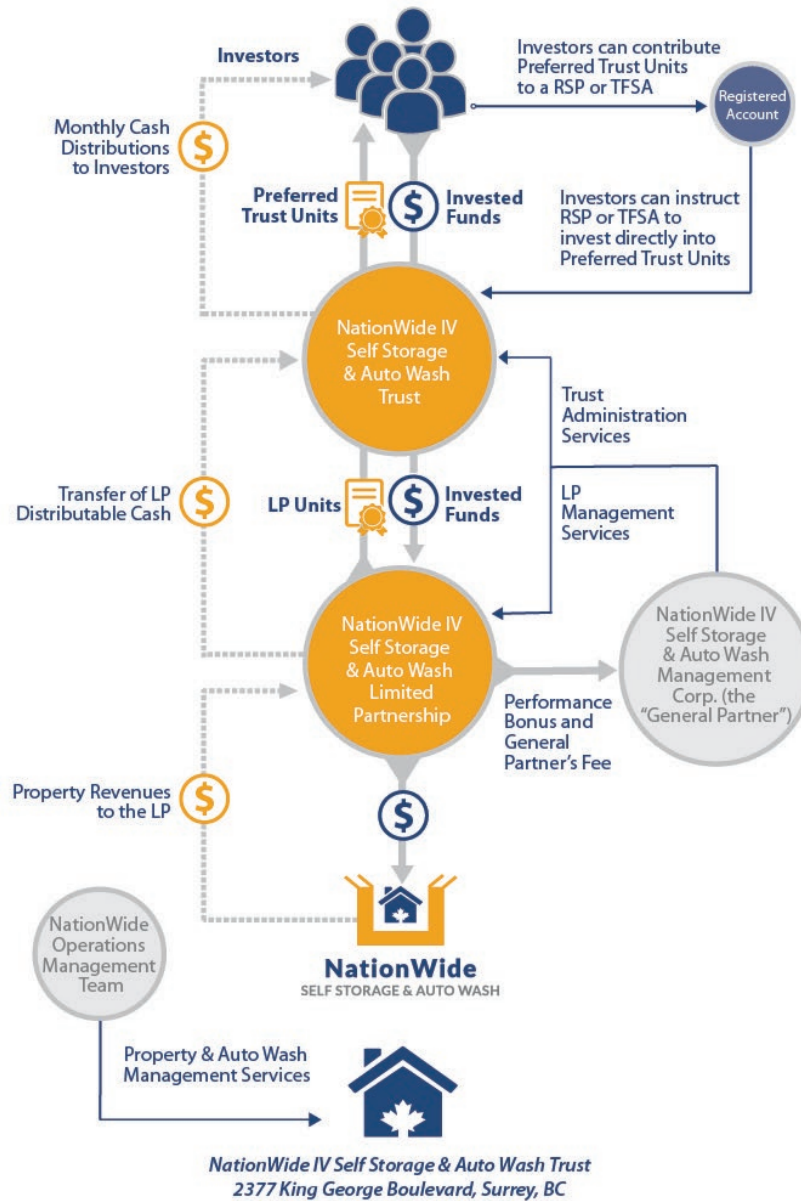 Investors
Investors can contribute
Preferred Trust Units
to a RSP or TFSA
Registered
Account
Monthly Cash
Distributions
to Investors
$
Preferred
Trust Units
$
Invested
Funds
Investors can instruct
RSP or TFSA to
invest directly into
Preferred Trust Units
NationWide IV
Self Storage
& Auto Wash
Trust
Trust
Administration
Services
Transfer of LP
Distributable Cash
$
LP Units
$
Invested
Funds
LP
Management
Services
NationWide IV
Self Storage
& Auto Wash
Limited
Partnership
NationWide IV
Self Storage
& Auto Wash
Management
Corp. (the
“General Partner”)
Performance
Bonus and
General
Partner’s Fee
Property Revenues
to the LP
$
$
NationWide
Operations
Management
Team
NationWide
SELF STORAGE & AUTO WASH
Property & Auto Wash
Management Services
NationWide IV Self Storage & Auto Wash Trust
2377 King George Boulevard, Surrey, BC